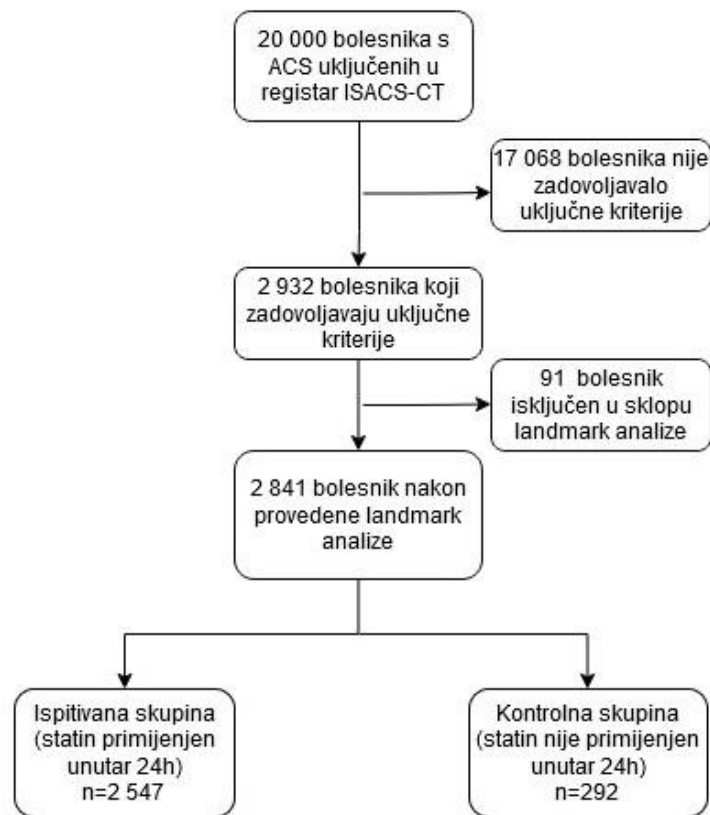 20 000 bolesnika s
ACS uključenih u
registar ISACS-CT
17 068 bolesnika nije
zadovoljavalo
uključne kriterije
2 932 bolesnika koji
zadovoljavaju uključne
kriterije
91 bolesnik
isključen u sklopu
landmark analize
2 841 bolesnik nakon
provedene landmark
analize
Ispitivana skupina
(statin primijenjen
unutar 24h)
n=2 547
Kontrolna skupina
(statin nije primijenjen
unutar 24h)
n=292